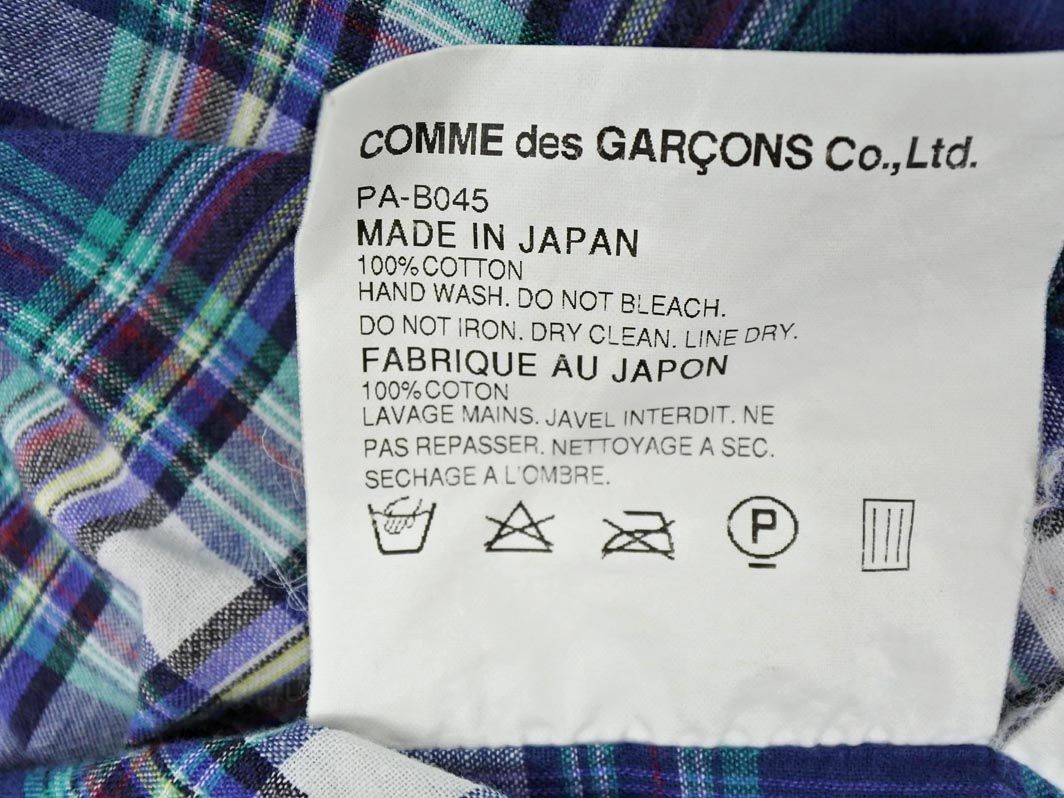 COMME des GARÇONS Co.,Ltd.
PA-B045
MADE IN JAPAN
100%COTTON
HAND WASH. DO NOT BLEACH.
DO NOT IRON. DRY CLEAN. LINE DRY.
FABRIQUE AU JAPON
100%COTON
LAVAGE MAINS. JAVEL INTERDIT. NE
PAS REPASSER. NETTOYAGE A SEC.
SECHAGE A L'OMBRE.
P